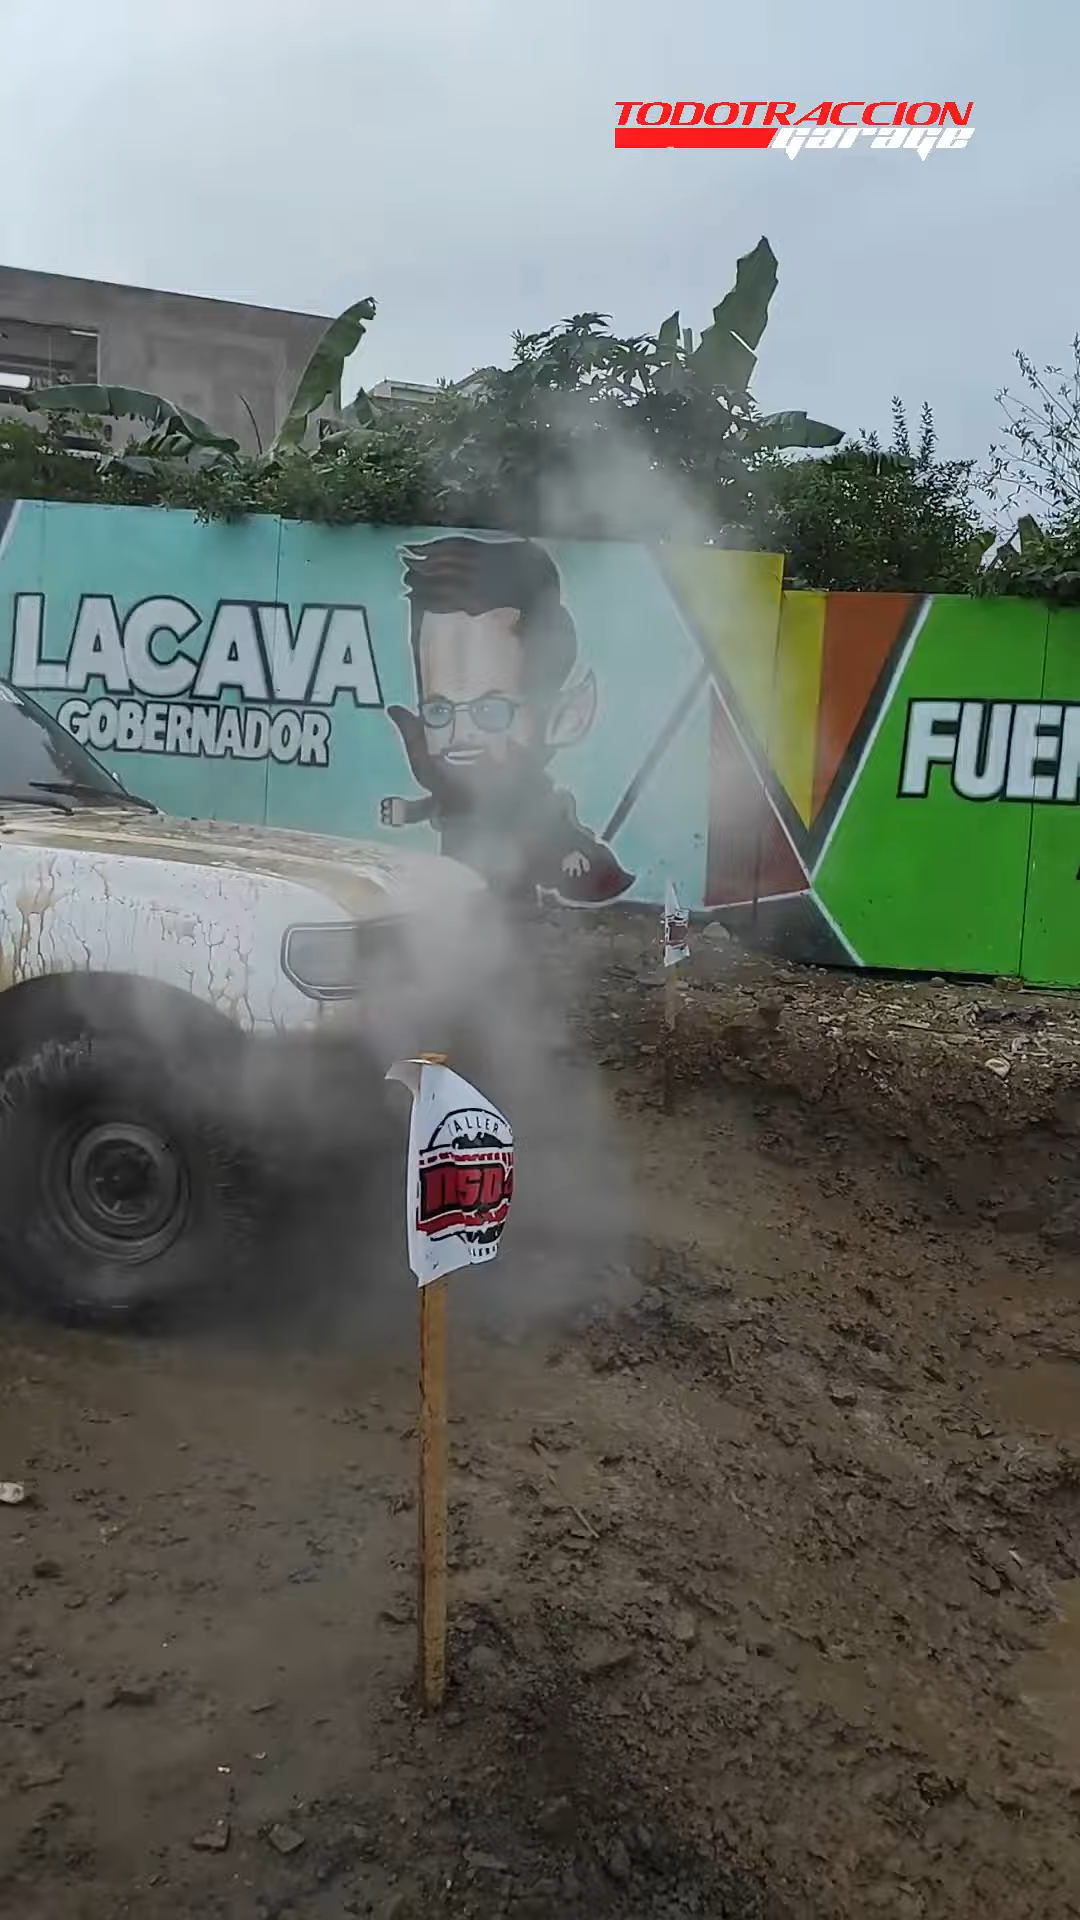 TODOTRACCION
garage
LACAVA
GOBERNADOR
FUE
TALLER